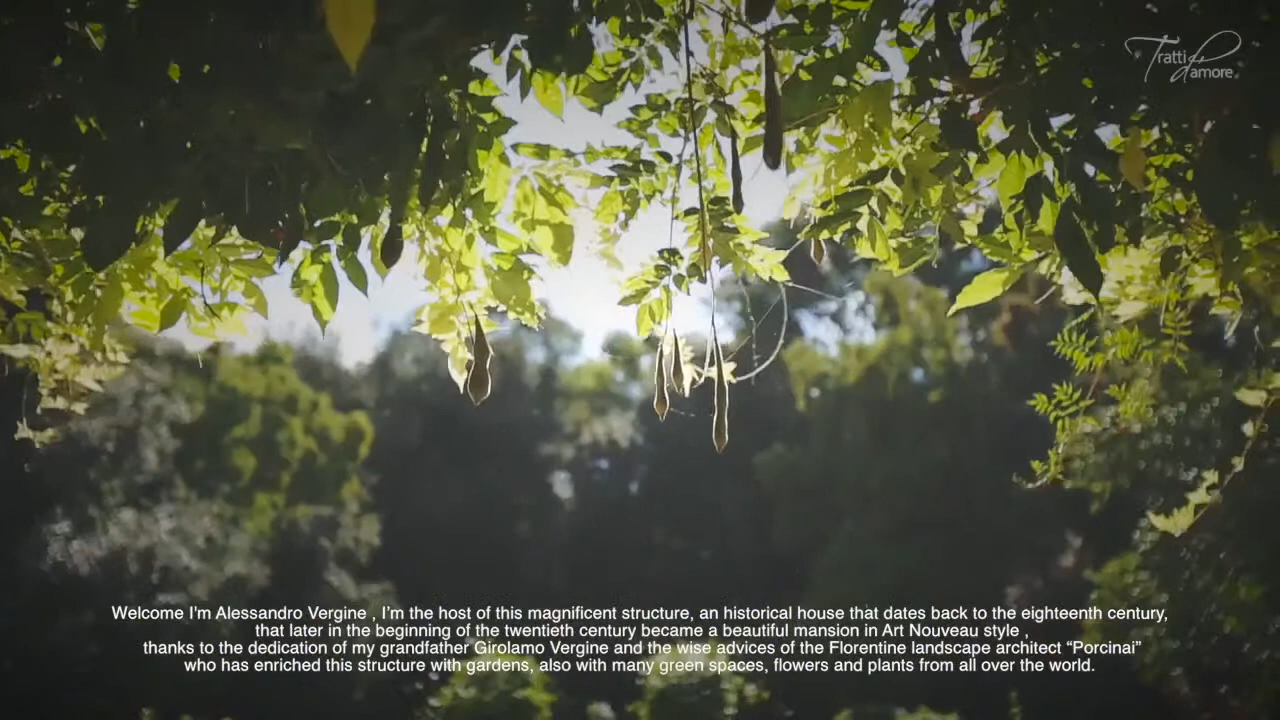 Tratti
damore
Welcome I'm Alessandro Vergine , I'm the host of this magnificent structure, an historical house that dates back to the eighteenth century,
that later in the beginning of the twentieth century became a beautiful mansion in Art Nouveau style ,
thanks to the dedication of my grandfather Girolamo Vergine and the wise advices of the Florentine landscape architect “Porcinai”
who has enriched this structure with gardens, also with many green spaces, flowers and plants from all over the world.